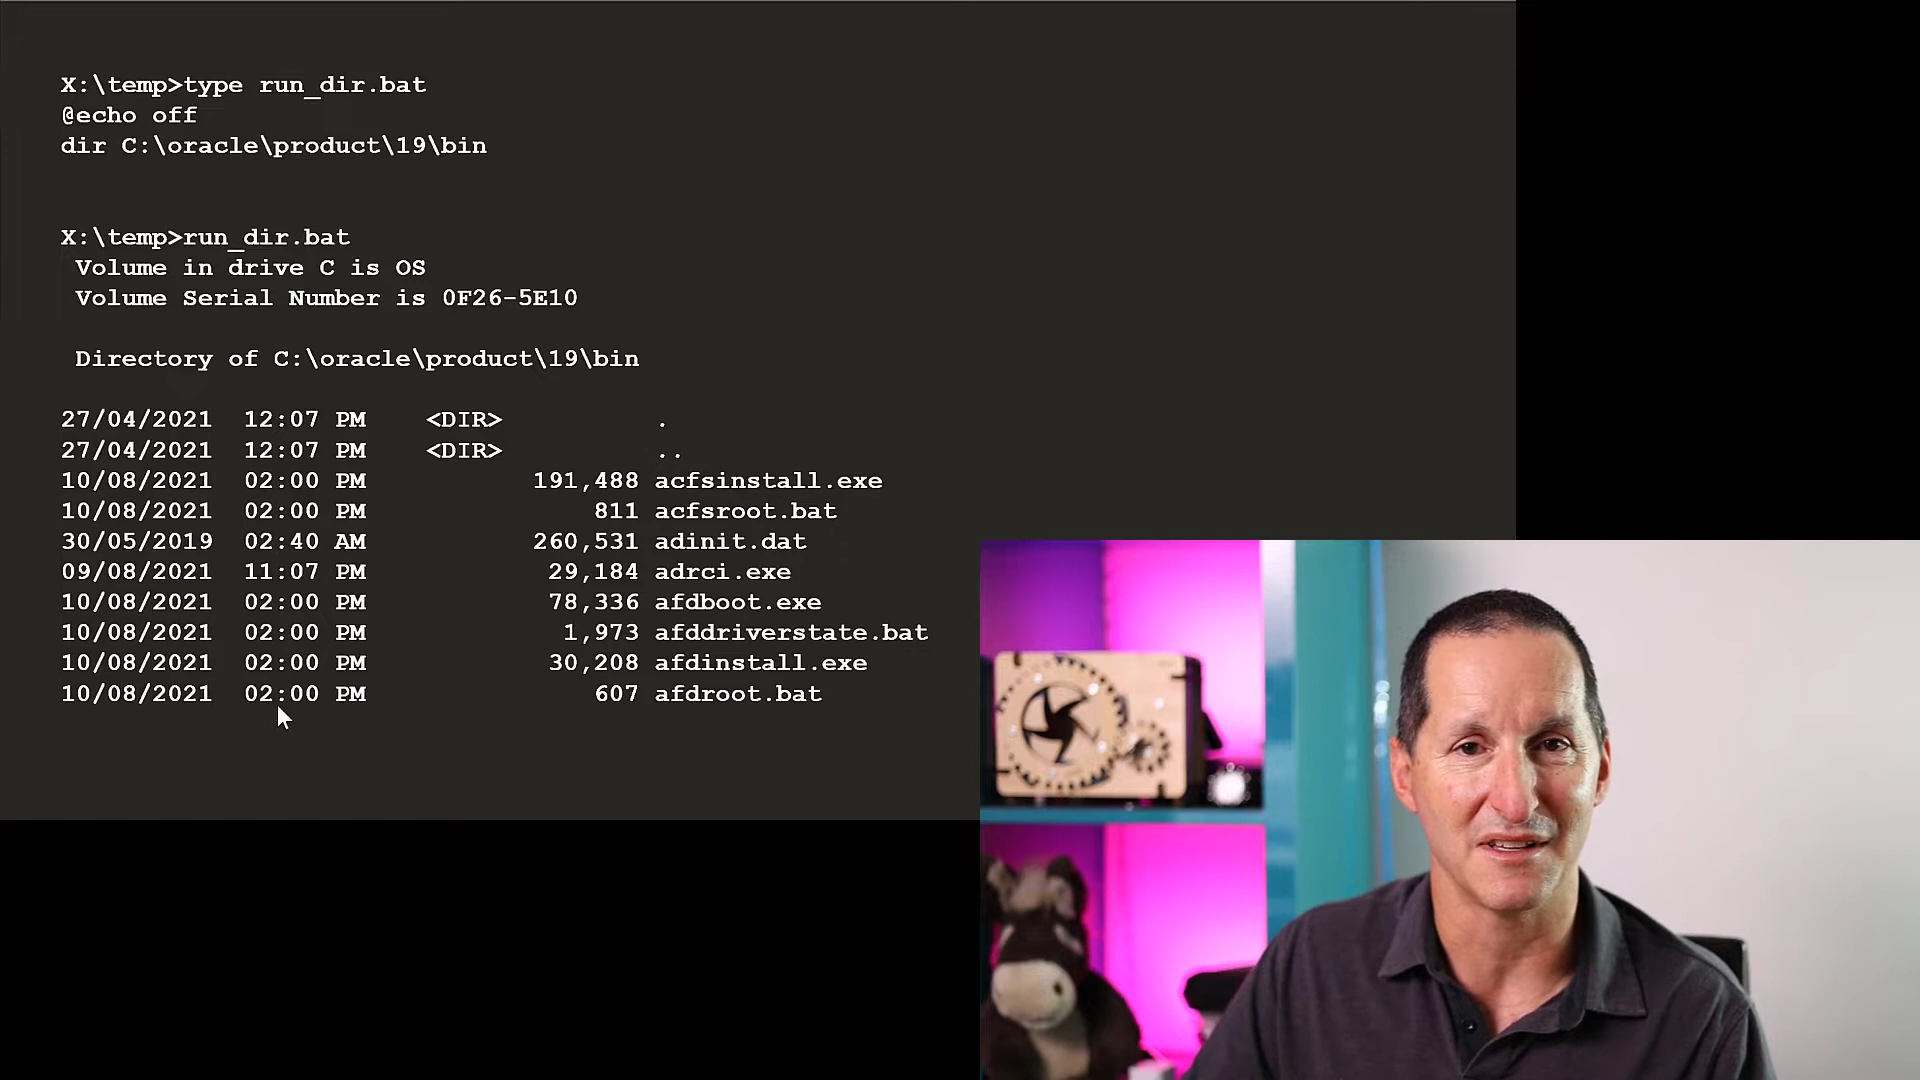 X:\temp>type run_dir.bat
@echo off
dir C:\oracle\product\19\bin
X:\temp>run_dir.bat
Volume in drive C is OS
Volume Serial Number is 0F26-5E10
Directory of C:\oracle\product\19\bin
27/04/2021  12:07 PM    <DIR>          .
27/04/2021  12:07 PM    <DIR>          ..
10/08/2021  02:00 PM           191,488 acfsinstall.exe
10/08/2021  02:00 PM               811 acfsroot.bat
30/05/2019  02:40 AM           260,531 adinit.dat
09/08/2021  11:07 PM            29,184 adrci.exe
10/08/2021  02:00 PM            78,336 afdboot.exe
10/08/2021  02:00 PM             1,973 afddriverstate.bat
10/08/2021  02:00 PM            30,208 afdinstall.exe
10/08/2021  02:00 PM               607 afdroot.bat